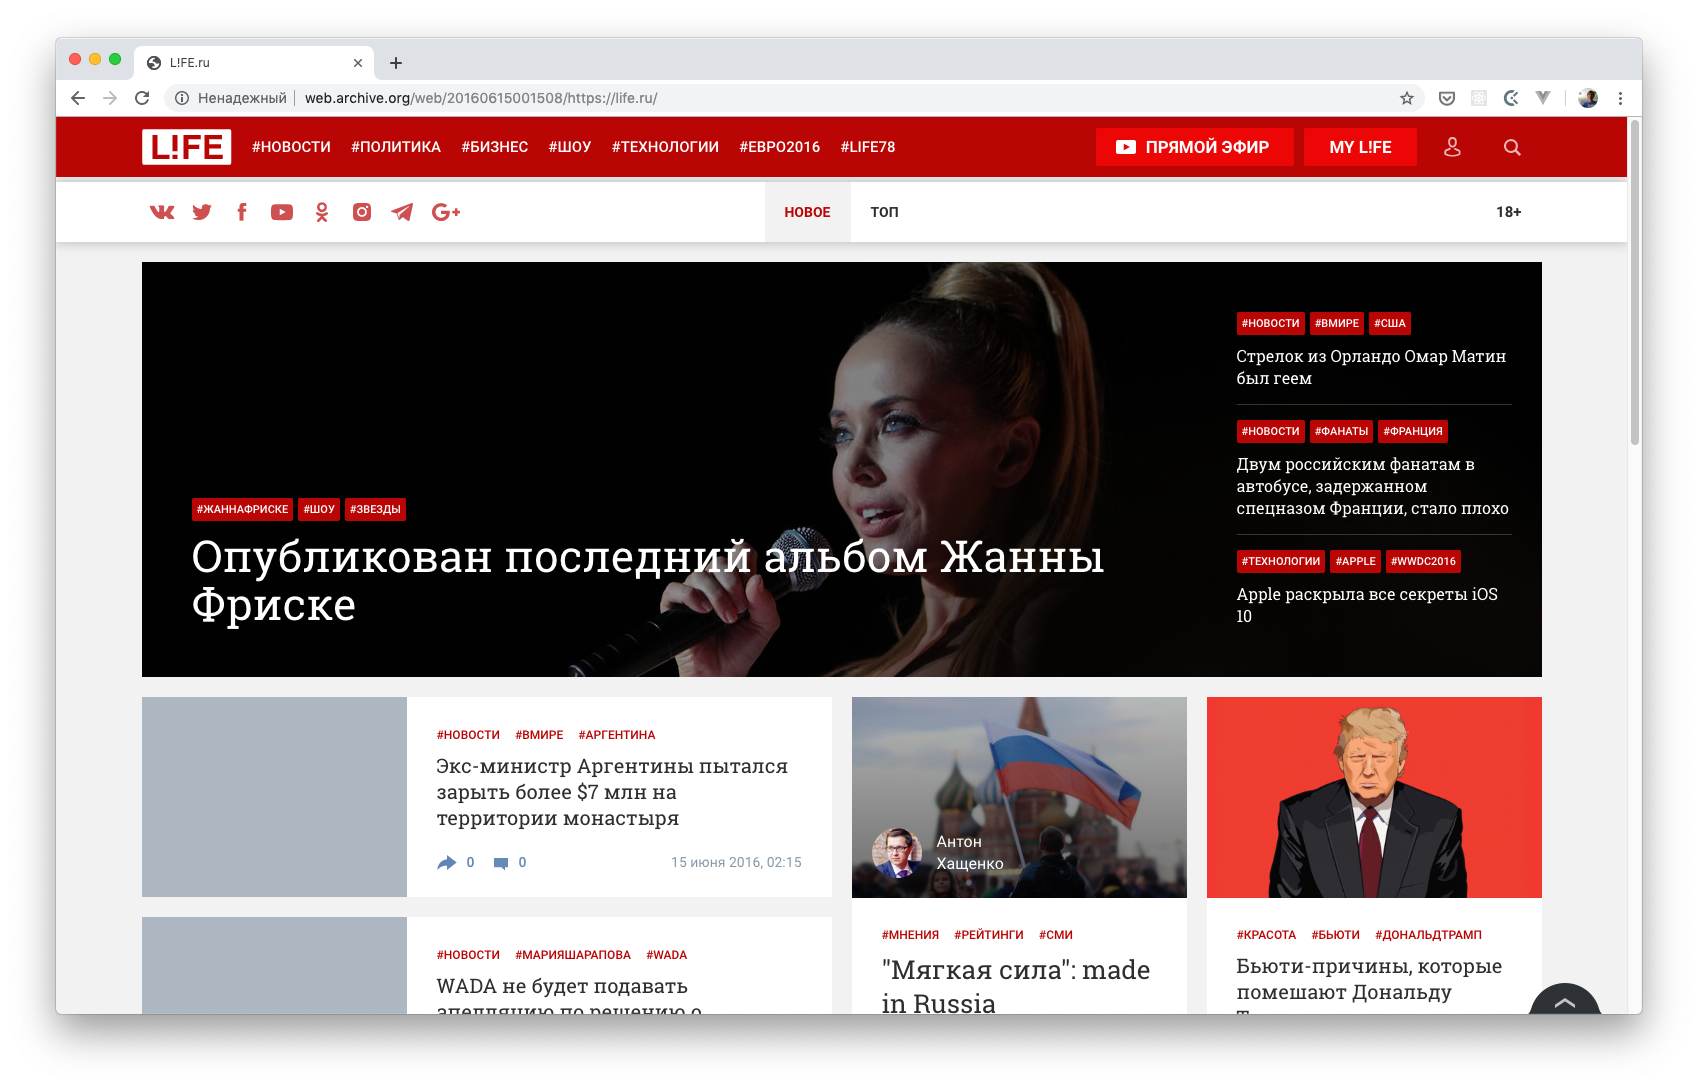 L!FE.ru
Ненадежный web.archive.org/web/20160615001508/https://life.ru/
L!FE #НОВОСТИ #ПОЛИТИКА #БИЗНЕС #ШОУ #ТЕХНОЛОГИИ #ЕВРО2016 #LIFE78 ПРЯМОЙ ЭФИР MY L!FE
НОВОЕ ТОП 18+
#ЖАННАФРИСКЕ #ШОУ #ЗВЕЗДЫ
Опубликован последний альбом Жанны
Фриске
#НОВОСТИ #ВМИРЕ #США
Стрелок из Орландо Омар Матин
был геем
#НОВОСТИ #ФАНАТЫ #ФРАНЦИЯ
Двум российским фанатам в
автобусе, задержанном
спецназом Франции, стало плохо
#ТЕХНОЛОГИИ #APPLE #WWDC2016
Apple раскрыла все секреты iOS
10
#НОВОСТИ #ВМИРЕ #АРГЕНТИНА
Экс-министр Аргентины пытался
зарыть более $7 млн на
территории монастыря
0 0 15 июня 2016, 02:15
#НОВОСТИ #МАРИЯШАРАПОВА #WADA
WADA не будет подавать
апелляцию по решению о
Антон
Хащенко
#МНЕНИЯ #РЕЙТИНГИ #СМИ
"Мягкая сила": made
in Russia
#КРАСОТА #БЬЮТИ #ДОНАЛЬДТРАМП
Бьюти-причины, которые
помешают Дональду